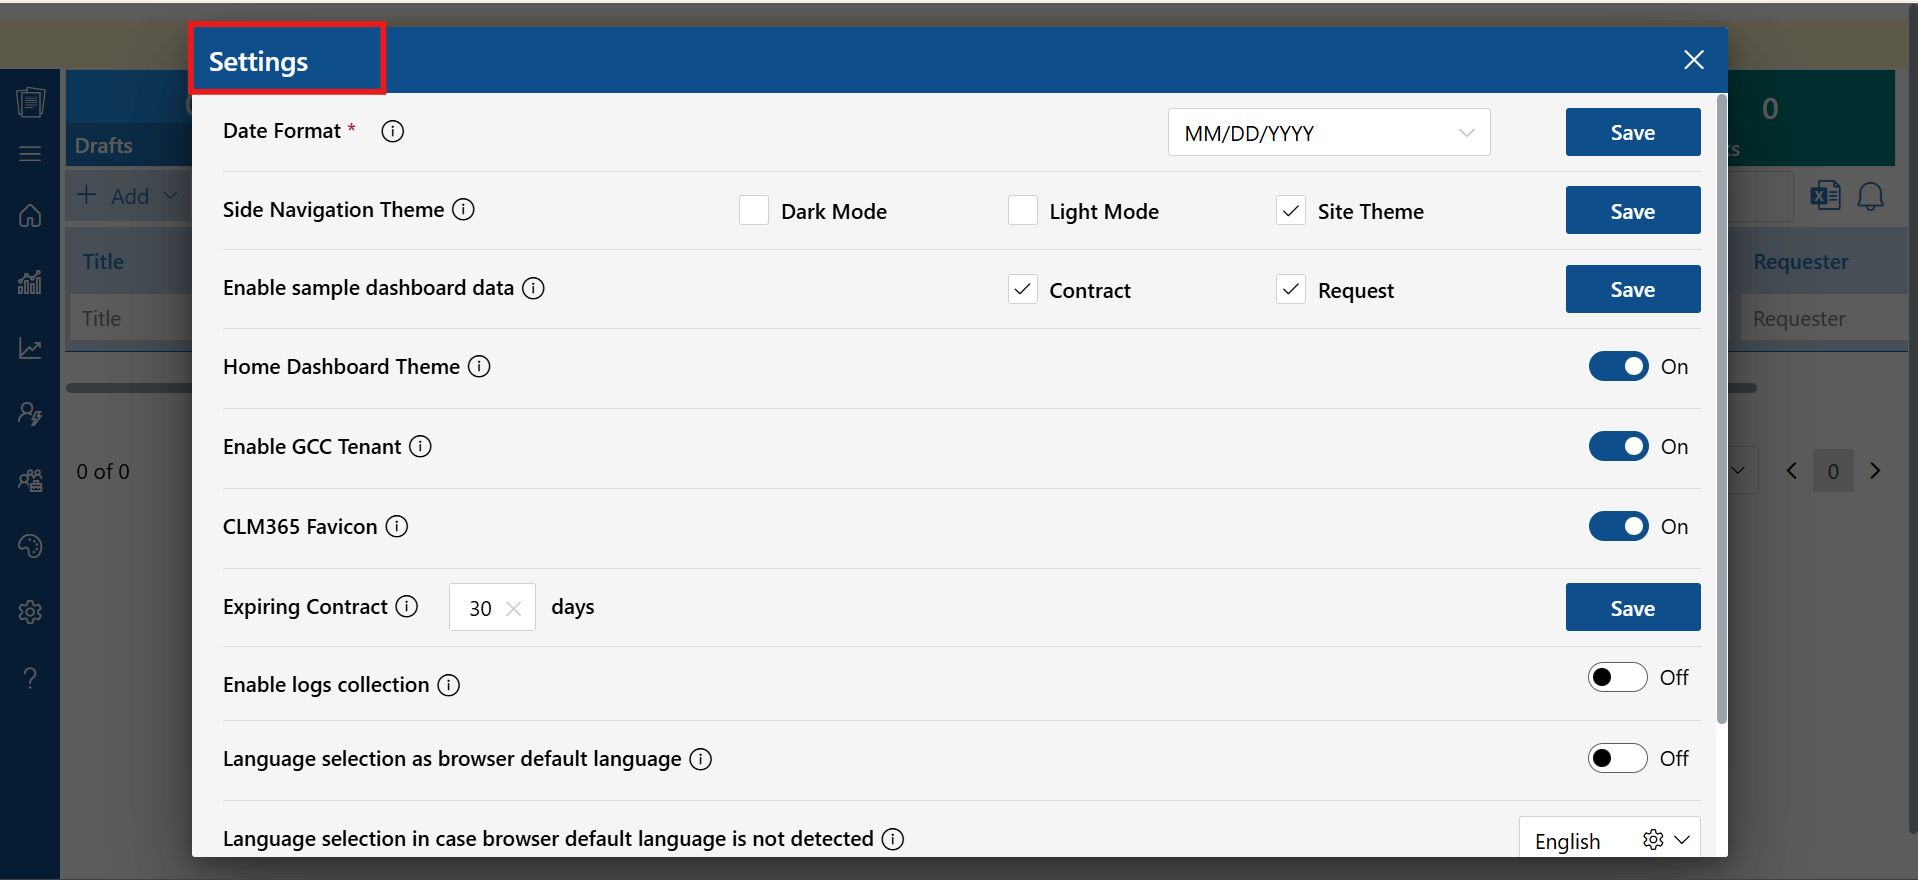 Settings
Date Format *
MM/DD/YYYY
Save
Side Navigation Theme
Dark Mode
Light Mode
Site Theme
Save
Enable sample dashboard data
Contract
Request
Save
Home Dashboard Theme
On
Enable GCC Tenant
On
CLM365 Favicon
On
Expiring Contract
30
days
Save
Enable logs collection
Off
Language selection as browser default language
Off
Language selection in case browser default language is not detected
English
Drafts
Add
Title
Title
0 of 0
0
Requester
Requester
0